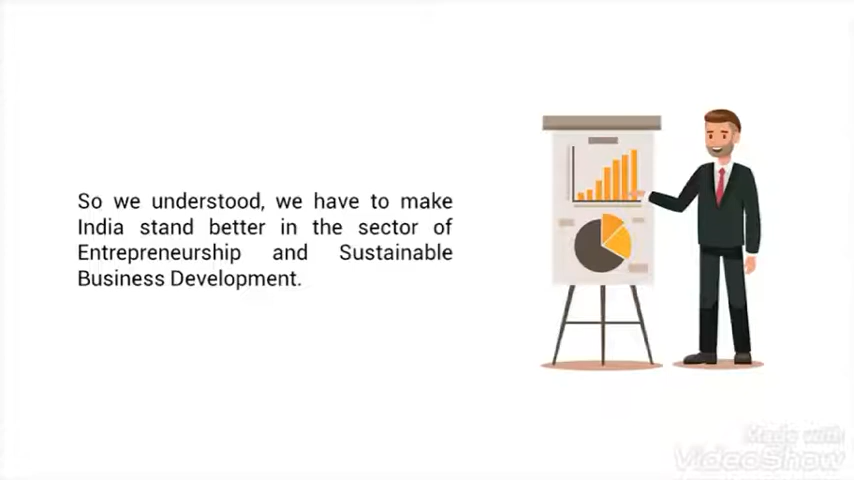 So we understood, we have to make
India stand better in the sector of
Entrepreneurship and Sustainable
Business Development.
Made with
VideoShow